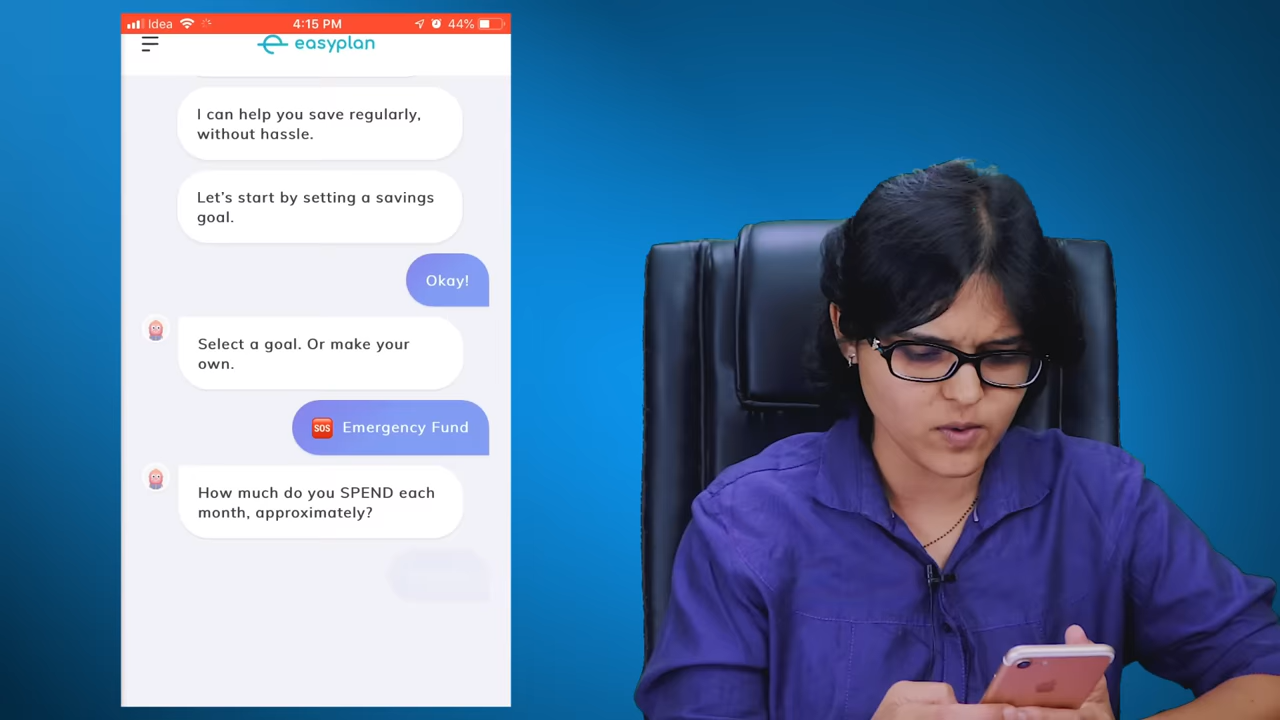 Idea 4:15 PM 44%
easyplan
I can help you save regularly,
without hassle.
Let's start by setting a savings
goal.
Okay!
Select a goal. Or make your
own.
SOS Emergency Fund
How much do you SPEND each
month, approximately?